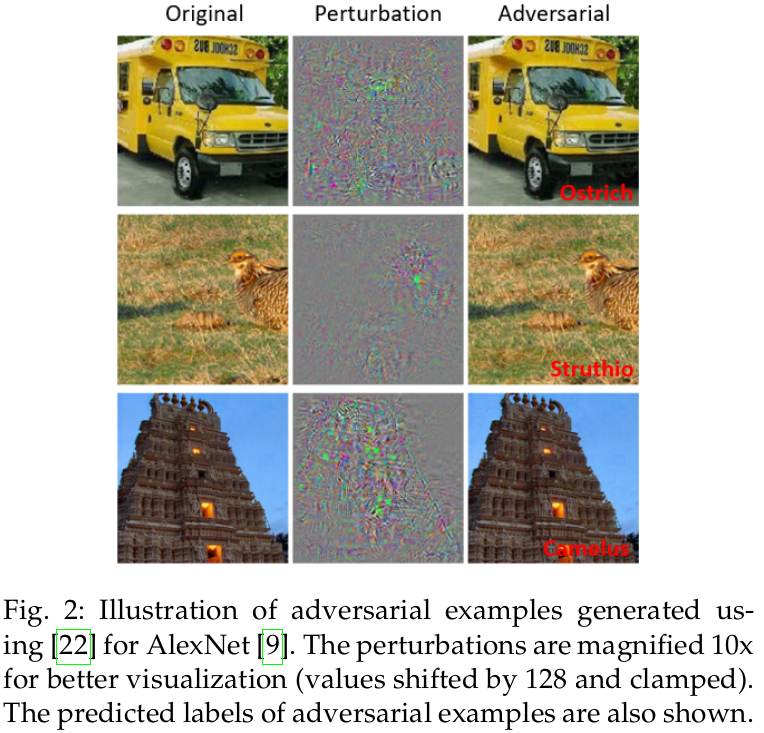 Original Perturbation Adversarial
SCHOOL BUS SCHOOL BUS
Ostrich
Struthio
Camelus
Fig. 2: Illustration of adversarial examples generated us-
ing [22] for AlexNet [9]. The perturbations are magnified 10x
for better visualization (values shifted by 128 and clamped).
The predicted labels of adversarial examples are also shown.